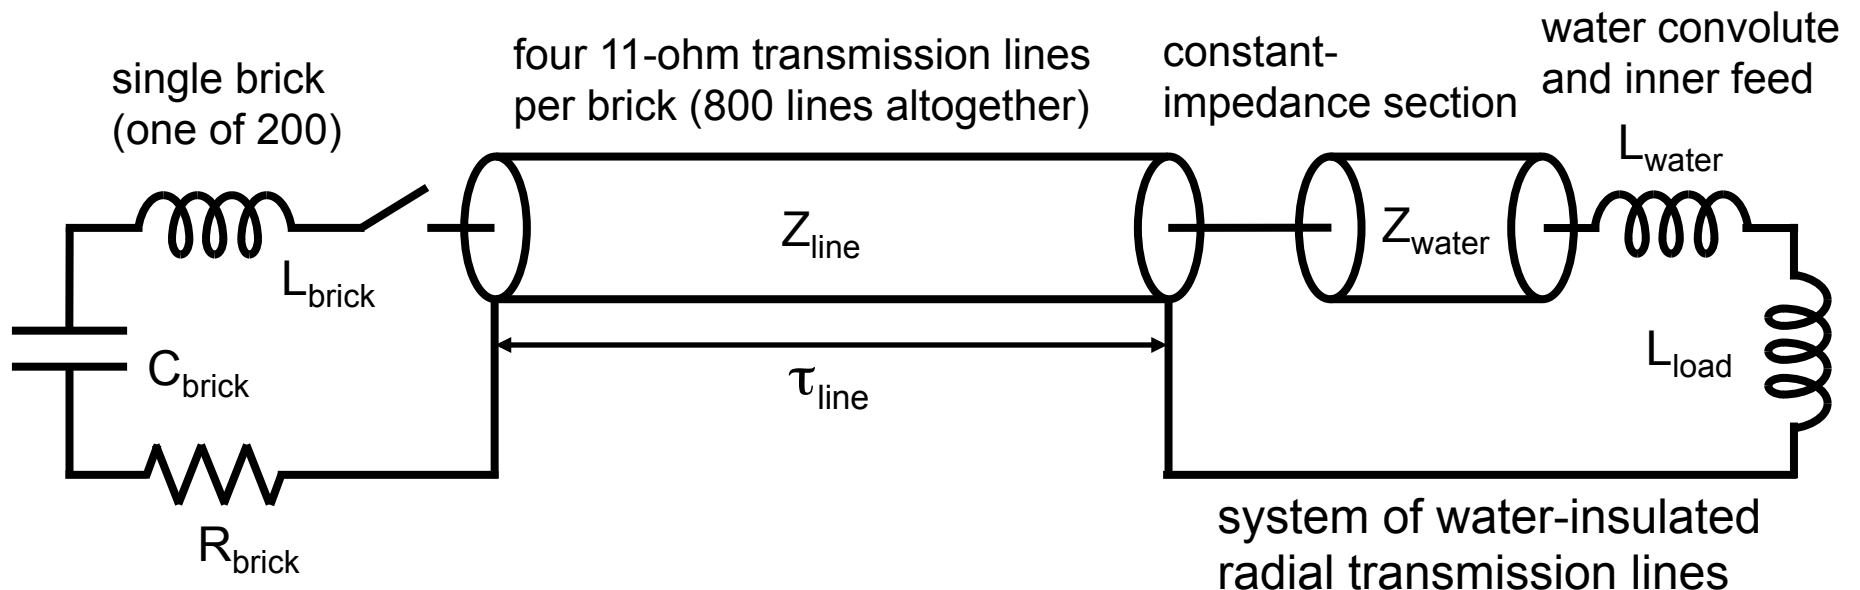 single brick
(one of 200)
four 11-ohm transmission lines
per brick (800 lines altogether)
constant-
impedance section
water convolute
and inner feed
L_water
Z_line
Z_water
L_brick
C_brick
τ_line
L_load
R_brick
system of water-insulated
radial transmission lines